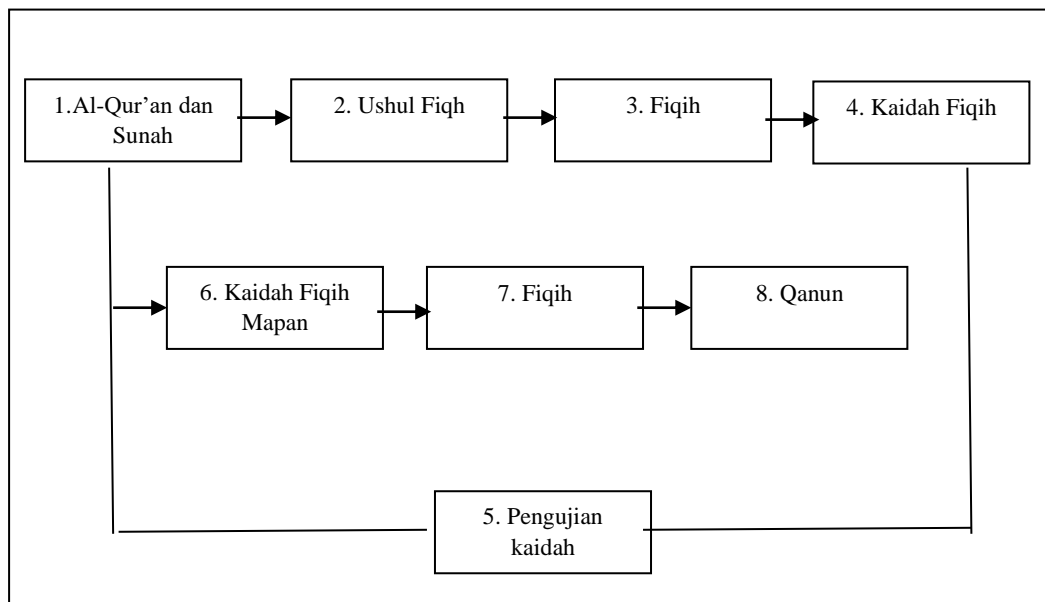 1.Al-Qur’an dan
Sunah
2. Ushul Fiqh
3. Fiqih
4. Kaidah Fiqih
6. Kaidah Fiqih
Mapan
7. Fiqih
8. Qanun
5. Pengujian
kaidah